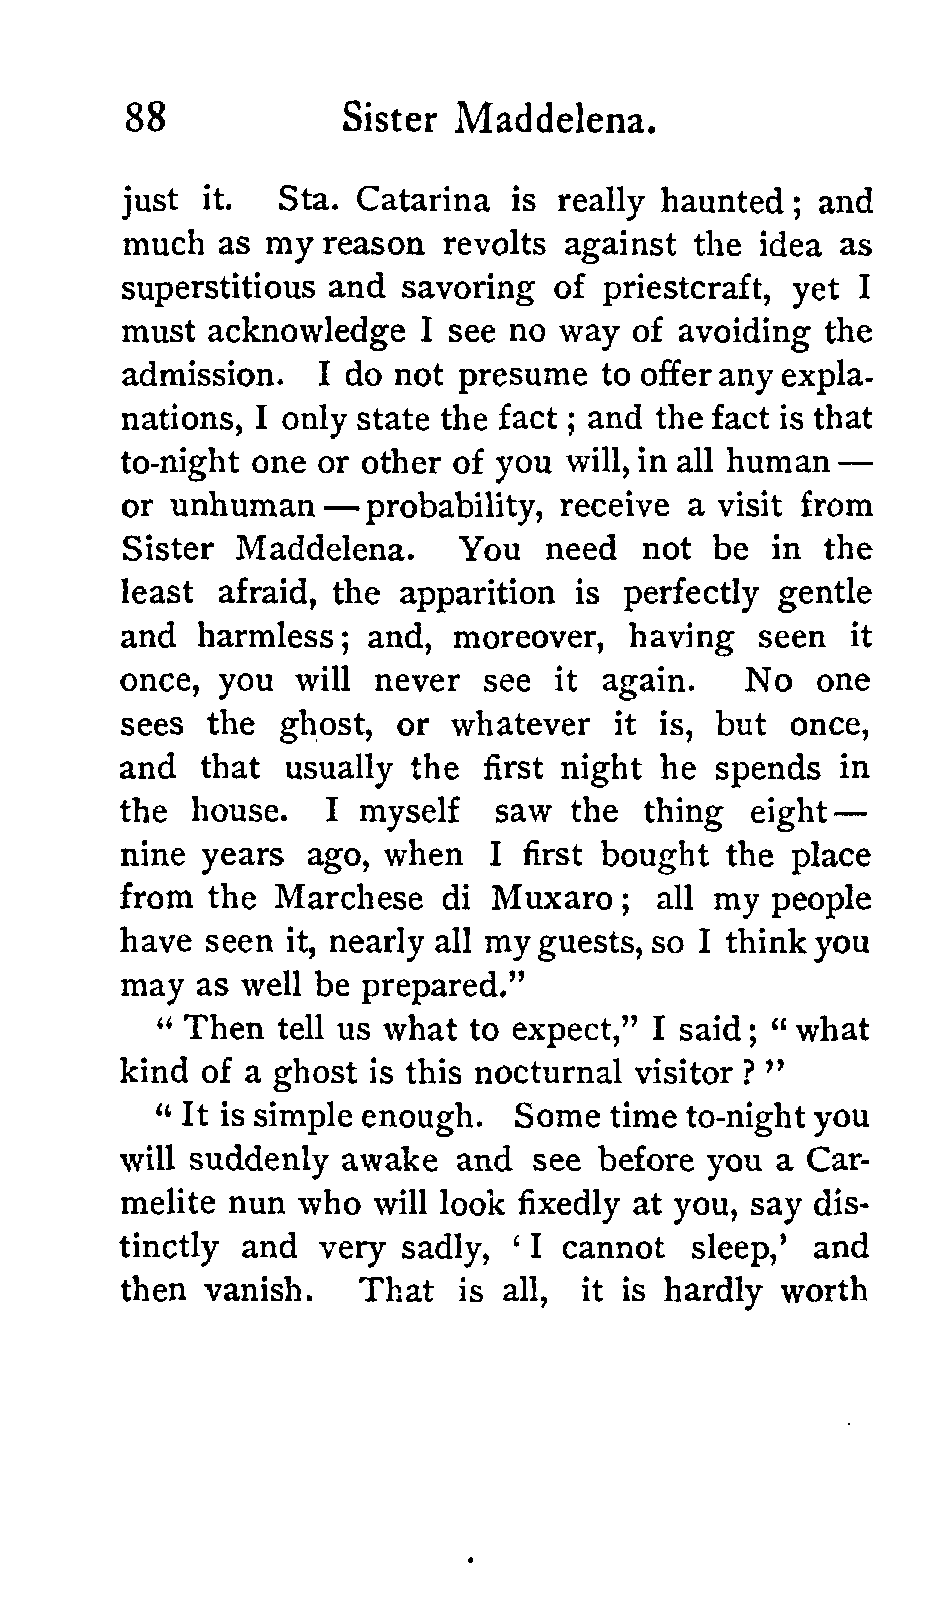 88 Sister Maddelena.
just it. Sta. Catarina is really haunted; and
much as my reason revolts against the idea as
superstitious and savoring of priestcraft, yet I
must acknowledge I see no way of avoiding the
admission. I do not presume to offer any expla-
nations, I only state the fact; and the fact is that
to-night one or other of you will, in all human —
or unhuman — probability, receive a visit from
Sister Maddelena. You need not be in the
least afraid, the apparition is perfectly gentle
and harmless; and, moreover, having seen it
once, you will never see it again. No one
sees the ghost, or whatever it is, but once,
and that usually the first night he spends in
the house. I myself saw the thing eight —
nine years ago, when I first bought the place
from the Marchese di Muxaro; all my people
have seen it, nearly all my guests, so I think you
may as well be prepared."
"Then tell us what to expect," I said; "what
kind of a ghost is this nocturnal visitor?"
"It is simple enough. Some time to-night you
will suddenly awake and see before you a Car-
melite nun who will look fixedly at you, say dis-
tinctly and very sadly, 'I cannot sleep,' and
then vanish. That is all, it is hardly worth